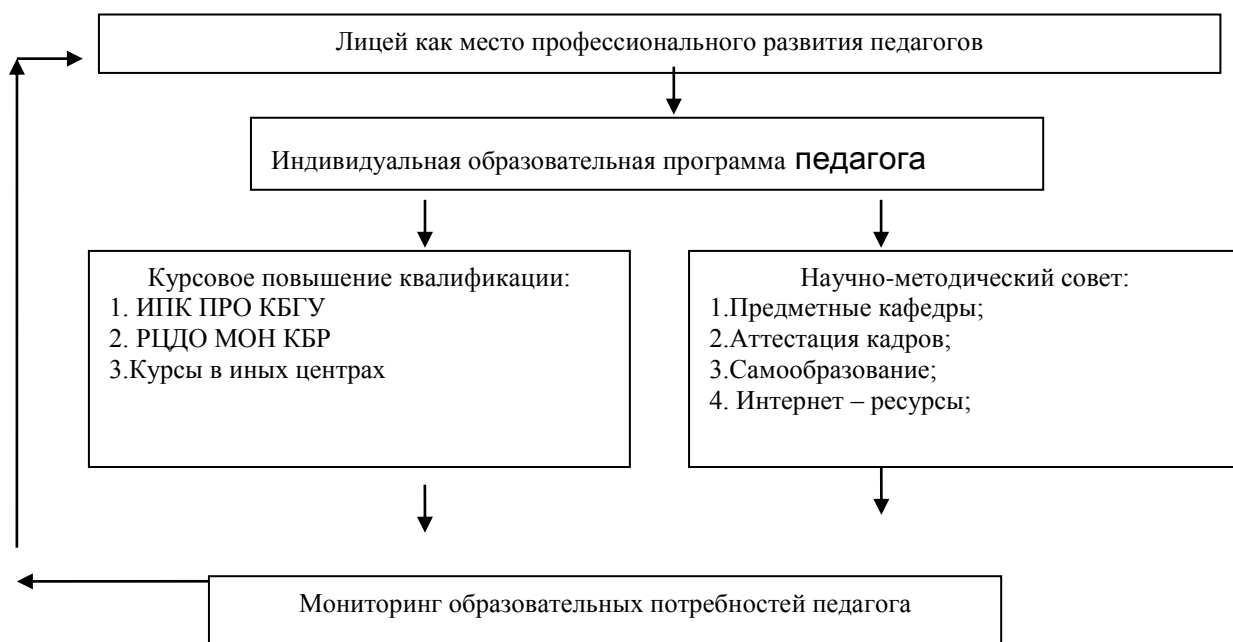 Лицей как место профессионального развития педагогов
Индивидуальная образовательная программа педагога
Курсовое повышение квалификации:
1. ИПК ПРО КБГУ
2. РЦДО МОН КБР
3.Курсы в иных центрах
Научно-методический совет:
1.Предметные кафедры;
2.Аттестация кадров;
3.Самообразование;
4. Интернет – ресурсы;
Мониторинг образовательных потребностей педагога